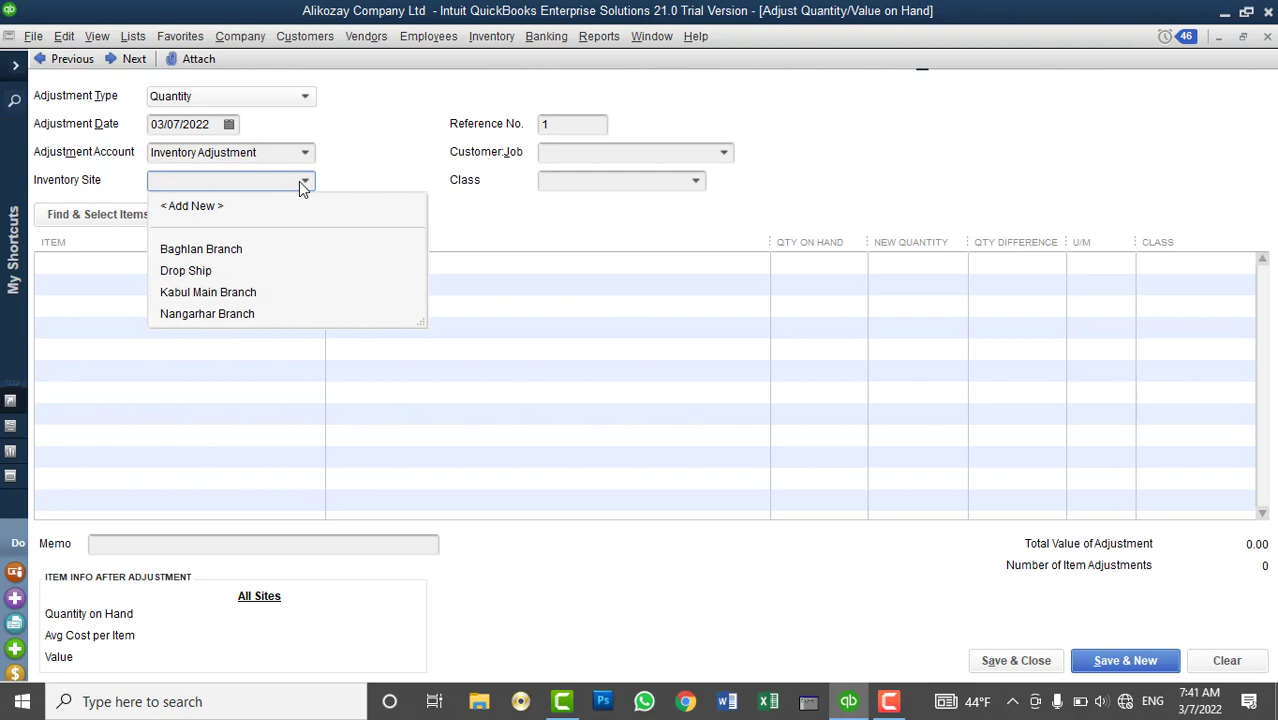 Alikozay Company Ltd - Intuit QuickBooks Enterprise Solutions 21.0 Trial Version - [Adjust Quantity/Value on Hand]
File Edit View Lists Favorites Company Customers Vendors Employees Inventory Banking Reports Window Help 46
Previous Next Attach
Adjustment Type Quantity
Adjustment Date 03/07/2022 Reference No. 1
Adjustment Account Inventory Adjustment Customer:Job
Inventory Site Class
< Add New >
Find & Select Items
ITEM QTY ON HAND NEW QUANTITY QTY DIFFERENCE U/M CLASS
Baghlan Branch
Drop Ship
Kabul Main Branch
Nangarhar Branch
My Shortcuts
Do
Memo
Total Value of Adjustment 0.00
Number of Item Adjustments 0
ITEM INFO AFTER ADJUSTMENT
All Sites
Quantity on Hand
Avg Cost per Item
Value
Save & Close Save & New Clear
Type here to search
44°F ENG 7:41 AM
3/7/2022